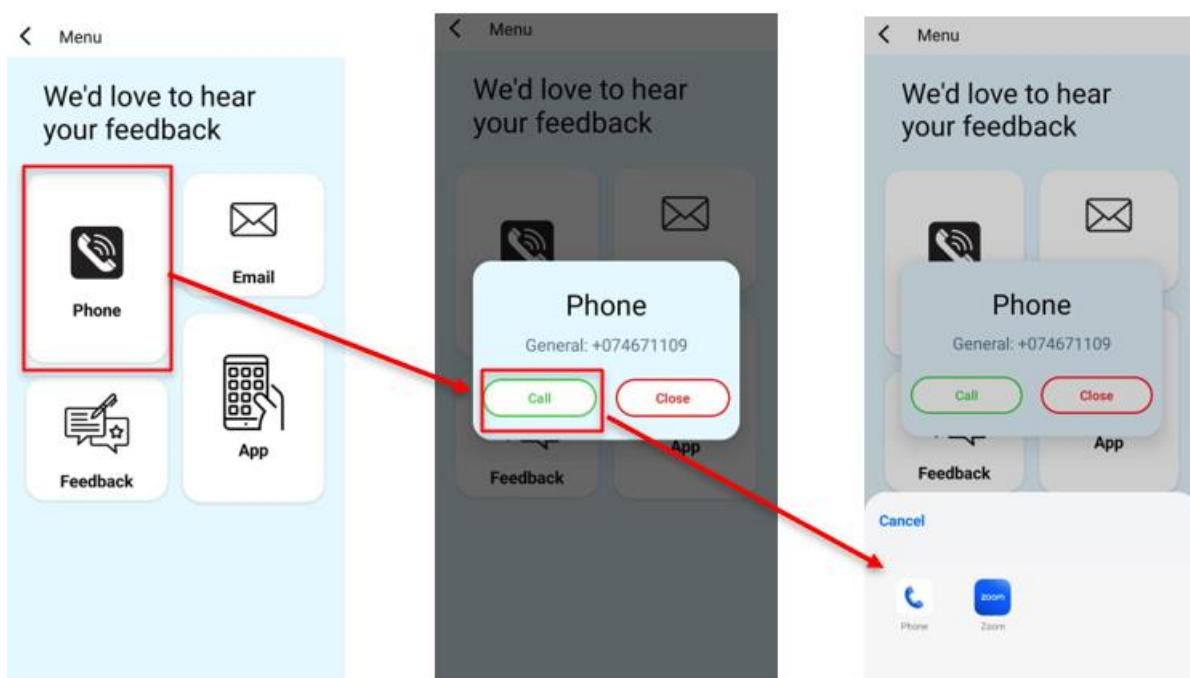 Menu
We'd love to hear
your feedback
Phone
Email
Feedback
App
Menu
We'd love to hear
your feedback
Phone
General: +074671109
Call
Close
App
Feedback
Menu
We'd love to hear
your feedback
Phone
General: +074671109
Call
Close
App
Feedback
Cancel
zoom
Phone
Zoom